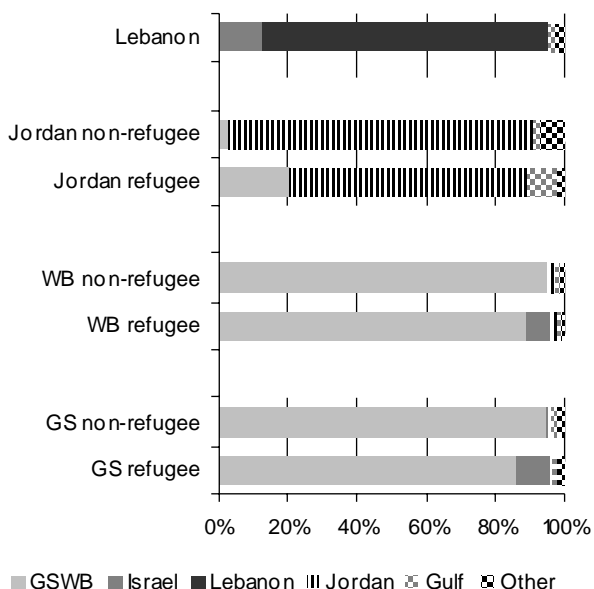 Lebanon
Jordan non-refugee
Jordan refugee
WB non-refugee
WB refugee
GS non-refugee
GS refugee
0% 20% 40% 60% 80% 100%
GSWB Israel Lebanon Jordan Gulf Other